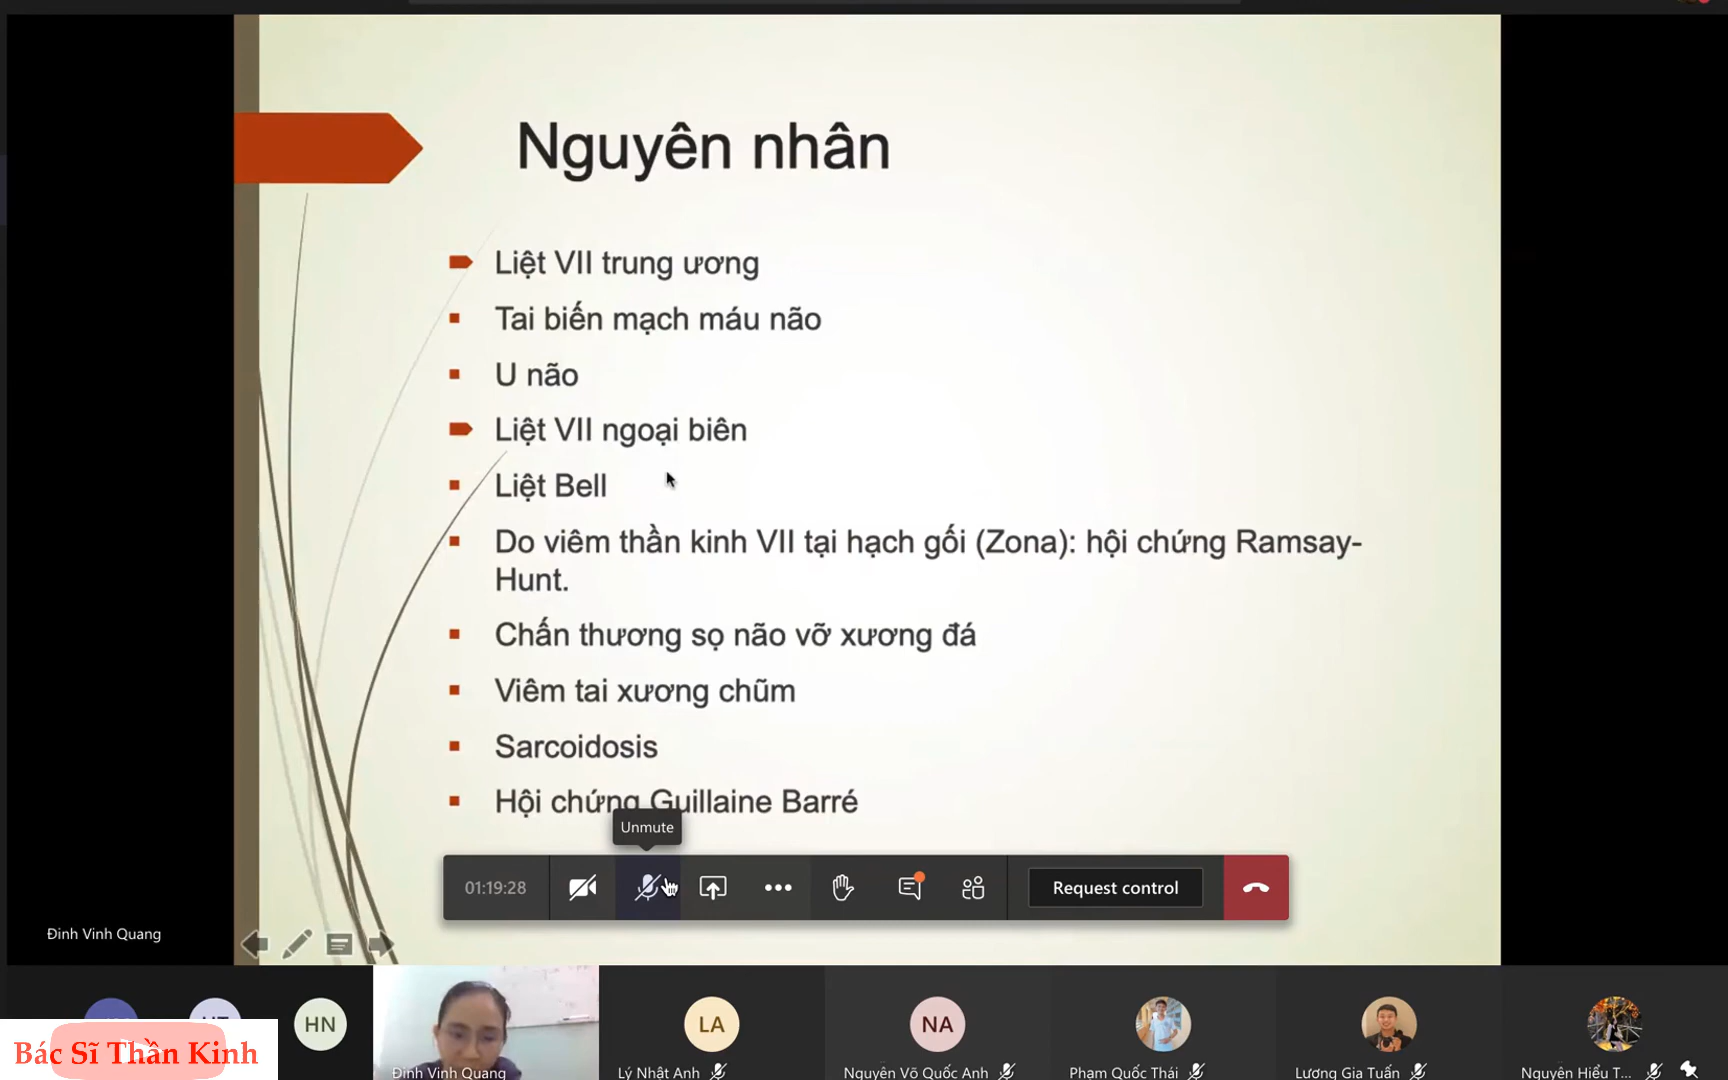 Nguyên nhân
Liệt VII trung ương
Tai biến mạch máu não
U não
Liệt VII ngoại biên
Liệt Bell
Do viêm thần kinh VII tại hạch gối (Zona): hội chứng Ramsay-
Hunt.
Chấn thương sọ não vỡ xương đá
Viêm tai xương chũm
Sarcoidosis
Hội chứng Guillaine Barré
Unmute
01:19:28
Request control
Đinh Vinh Quang
HN
LA
NA
Bác Sĩ Thần Kinh
Đinh Vinh Quang
Lý Nhật Anh
Nguyên Võ Quốc Anh
Phạm Quốc Thái
Lương Gia Tuấn
Nguyên Hiểu T...